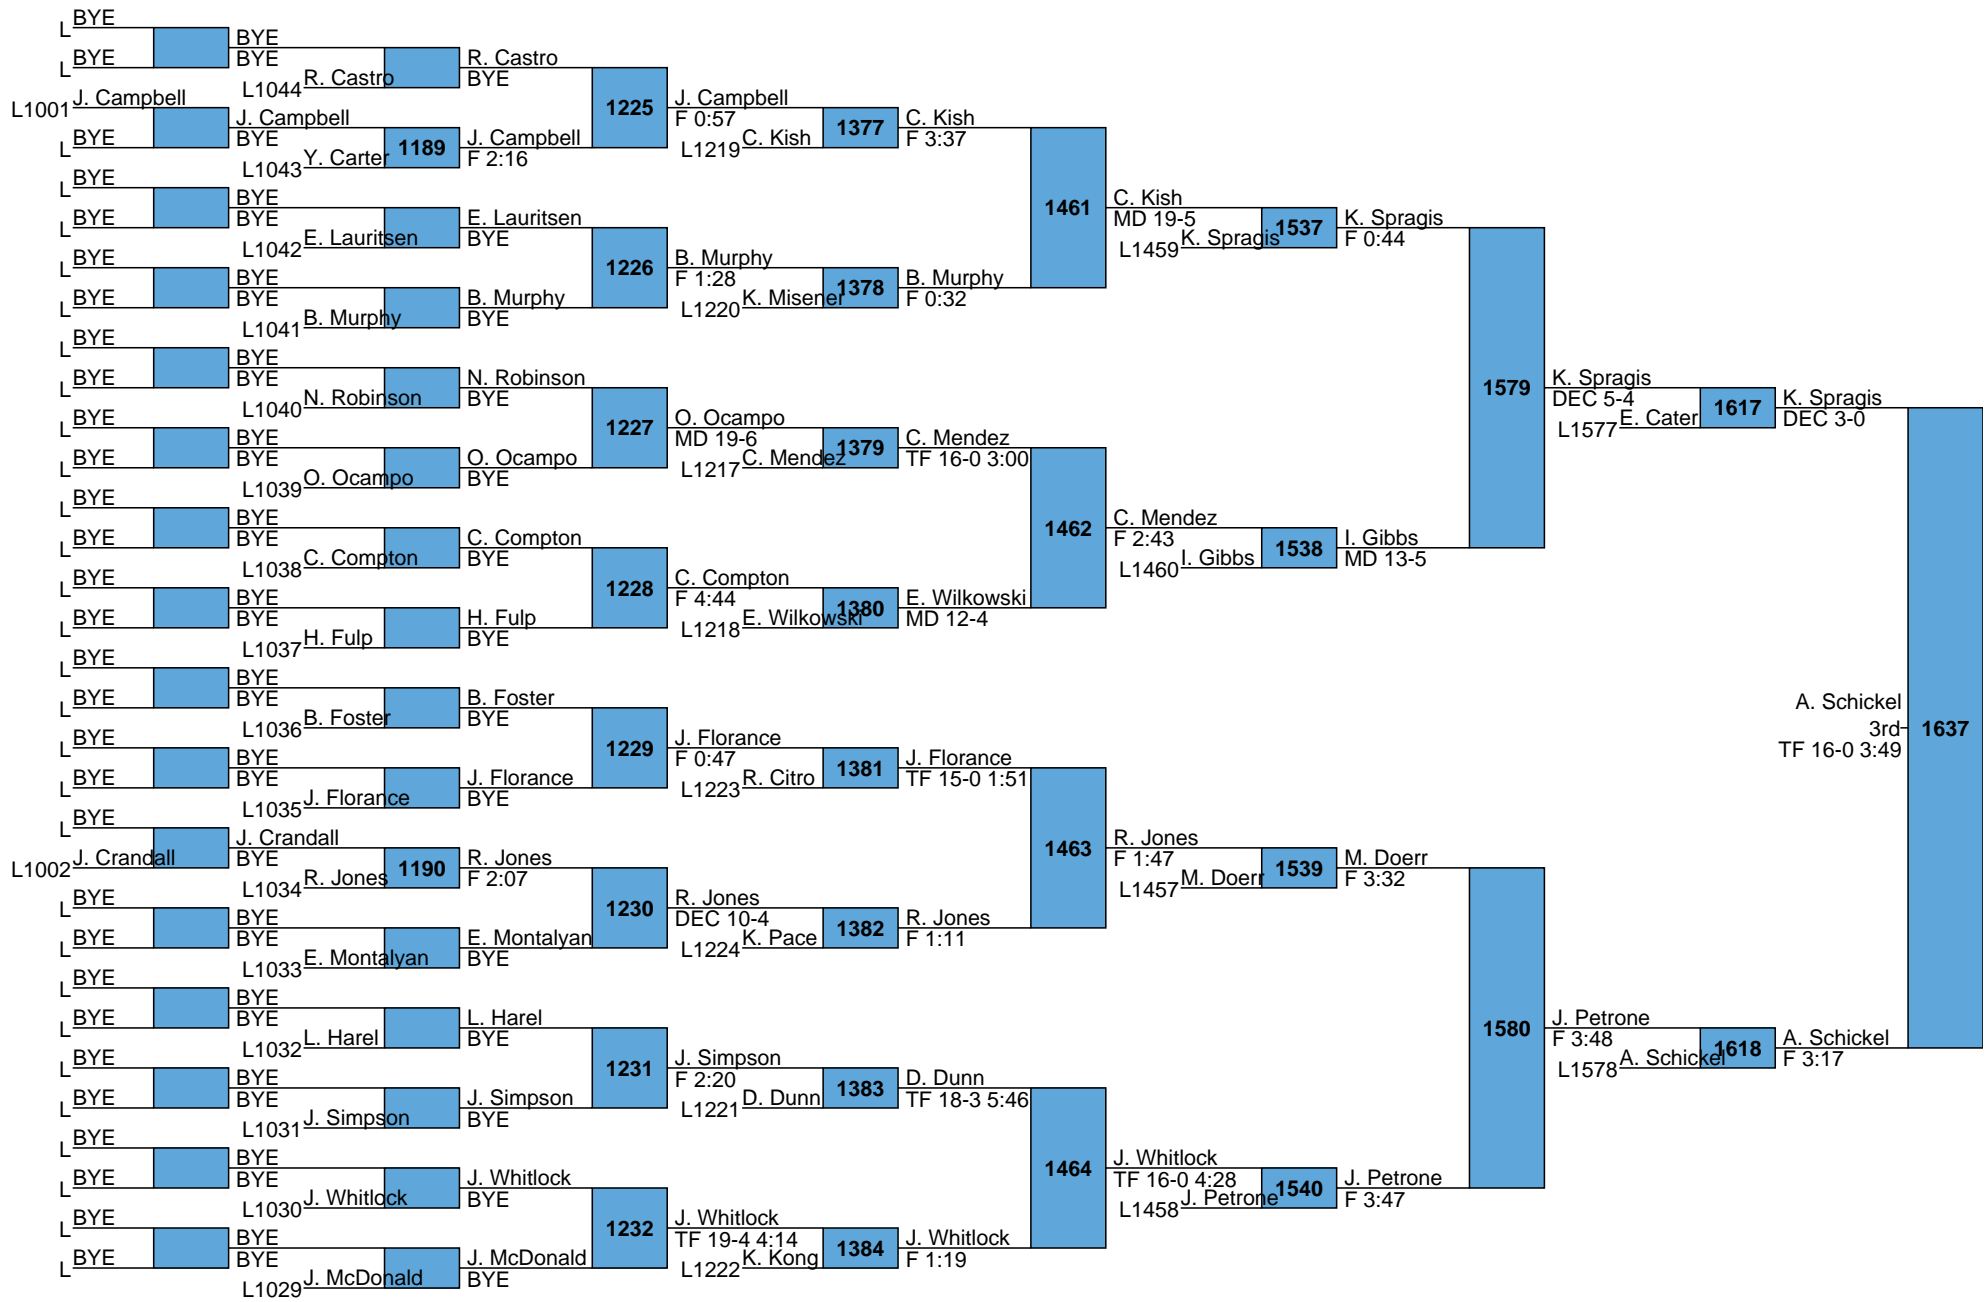 BYE
L
BYE
BYE
L
BYE
R. Castro
BYE
L1044 R. Castro
L1001 J. Campbell
1225
J. Campbell
F 0:57
J. Campbell
BYE
L
BYE
1189
J. Campbell
F 2:16
L1043 Y. Carter
L1219 C. Kish
1377
C. Kish
F 3:37
BYE
L
BYE
BYE
L
BYE
E. Lauritsen
BYE
L1042 E. Lauritsen
1461
C. Kish
MD 19-5
L1459 K. Spragis
1537
K. Spragis
F 0:44
BYE
L
BYE
BYE
L
BYE
1226
B. Murphy
F 1:28
B. Murphy
BYE
L1041 B. Murphy
L1220 K. Misener
1378
B. Murphy
F 0:32
BYE
L
BYE
BYE
L
BYE
N. Robinson
BYE
L1040 N. Robinson
1579
K. Spragis
DEC 5-4
L1577 E. Cater
1617
K. Spragis
DEC 3-0
BYE
L
BYE
BYE
L
BYE
1227
O. Ocampo
MD 19-6
O. Ocampo
BYE
L1039 O. Ocampo
L1217 C. Mendez
1379
C. Mendez
TF 16-0 3:00
BYE
L
BYE
BYE
L
BYE
C. Compton
BYE
L1038 C. Compton
1462
C. Mendez
F 2:43
L1460 I. Gibbs
1538
I. Gibbs
MD 13-5
BYE
L
BYE
BYE
L
BYE
1228
C. Compton
F 4:44
H. Fulp
BYE
L1037 H. Fulp
L1218 E. Wilkowski
1380
E. Wilkowski
MD 12-4
BYE
L
BYE
BYE
L
BYE
B. Foster
BYE
L1036 B. Foster
A. Schickel
3rd
TF 16-0 3:49
1637
BYE
L
BYE
BYE
L
BYE
1229
J. Florance
F 0:47
J. Florance
BYE
L1035 J. Florance
L1223 R. Citro
1381
J. Florance
TF 15-0 1:51
BYE
L
J. Crandall
BYE
L1002 J. Crandall
1190
R. Jones
F 2:07
L1034 R. Jones
1463
R. Jones
F 1:47
L1457 M. Doerr
1539
M. Doerr
F 3:32
BYE
L
BYE
BYE
L
BYE
1230
R. Jones
DEC 10-4
E. Montalyan
BYE
L1033 E. Montalyan
L1224 K. Pace
1382
R. Jones
F 1:11
BYE
L
BYE
BYE
L
BYE
L. Harel
BYE
L1032 L. Harel
1580
J. Petrone
F 3:48
L1578 A. Schickel
1618
A. Schickel
F 3:17
BYE
L
BYE
BYE
L
BYE
1231
J. Simpson
F 2:20
J. Simpson
BYE
L1031 J. Simpson
L1221 D. Dunn
1383
D. Dunn
TF 18-3 5:46
BYE
L
BYE
BYE
L
BYE
J. Whitlock
BYE
L1030 J. Whitlock
1464
J. Whitlock
TF 16-0 4:28
L1458 J. Petrone
1540
J. Petrone
F 3:47
BYE
L
BYE
BYE
L
BYE
1232
J. Whitlock
TF 19-4 4:14
J. McDonald
BYE
L1029 J. McDonald
L1222 K. Kong
1384
J. Whitlock
F 1:19